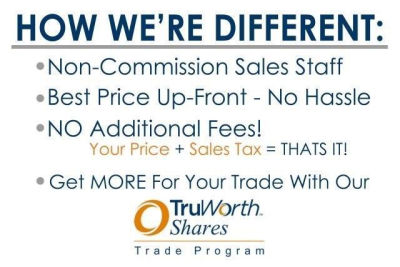 HOW WE'RE DIFFERENT:
•Non-Commission Sales Staff
•Best Price Up-Front - No Hassle
•NO Additional Fees!
Your Price + Sales Tax = THATS IT!
•Get MORE For Your Trade With Our
TruWorth™
Shares
Trade Program